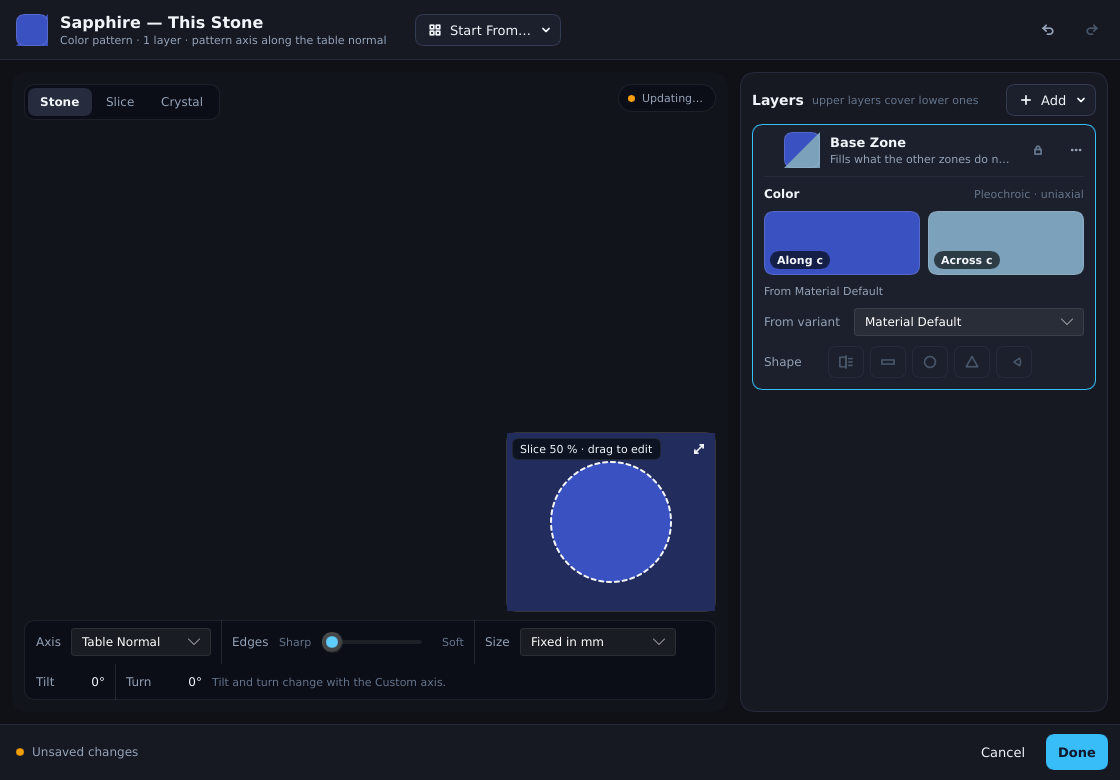 Sapphire — This Stone
Color pattern · 1 layer · pattern axis along the table normal
Start From...
Stone
Slice
Crystal
Updating...
Slice 50 % · drag to edit
Axis
Table Normal
Edges
Sharp
Soft
Size
Fixed in mm
Tilt
0°
Turn
0°
Tilt and turn change with the Custom axis.
Layers
upper layers cover lower ones
Add
Base Zone
Fills what the other zones do n...
Color
Pleochroic · uniaxial
Along c
Across c
From Material Default
From variant
Material Default
Shape
Unsaved changes
Cancel
Done